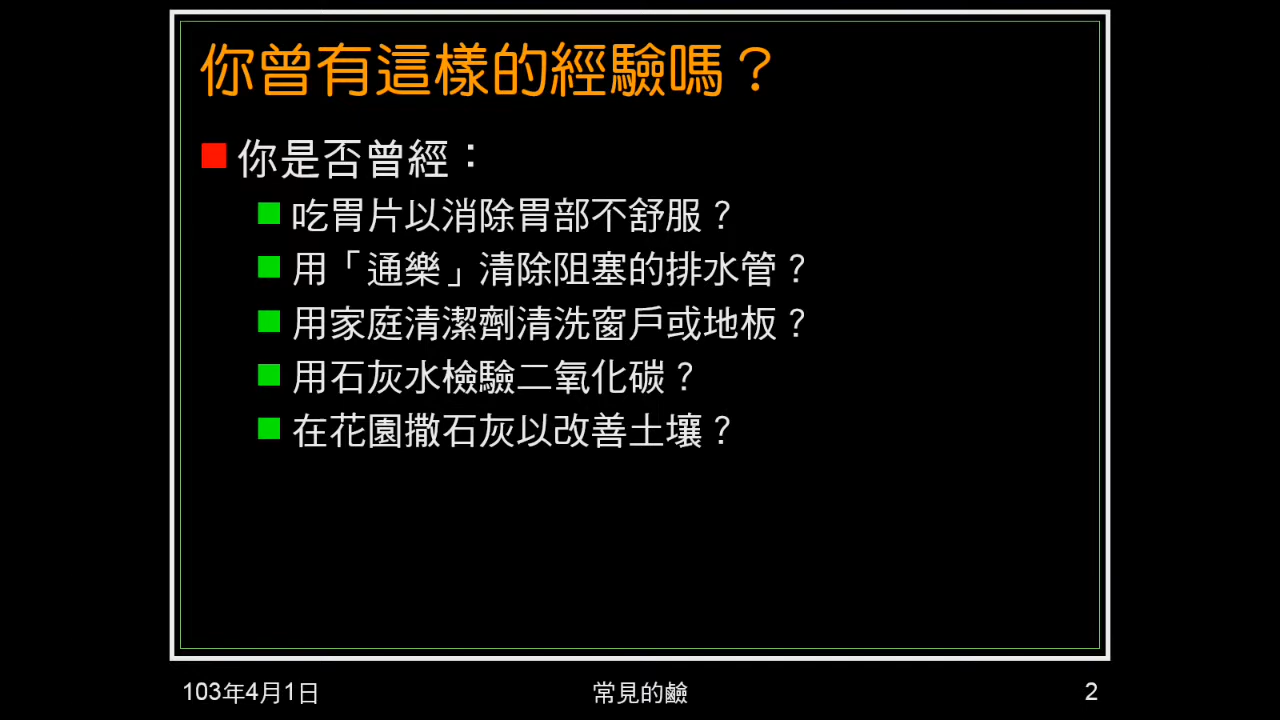 你曾有這樣的經驗嗎？
你是否曾經：
吃胃片以消除胃部不舒服？
用「通樂」清除阻塞的排水管？
用家庭清潔劑清洗窗戶或地板？
用石灰水檢驗二氧化碳？
在花園撒石灰以改善土壤？
103年4月1日
常見的鹼
2